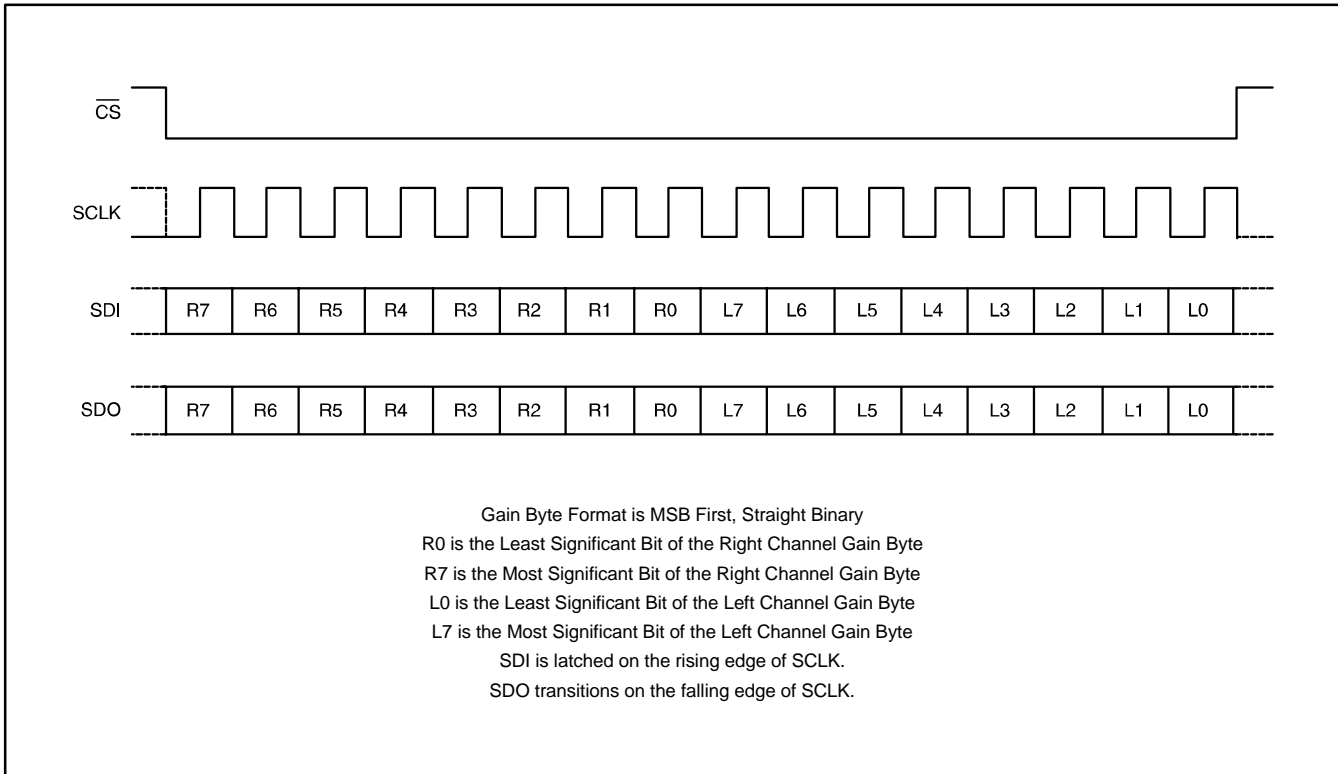 CS
SCLK
SDI R7 R6 R5 R4 R3 R2 R1 R0 L7 L6 L5 L4 L3 L2 L1 L0
SDO R7 R6 R5 R4 R3 R2 R1 R0 L7 L6 L5 L4 L3 L2 L1 L0
Gain Byte Format is MSB First, Straight Binary
R0 is the Least Significant Bit of the Right Channel Gain Byte
R7 is the Most Significant Bit of the Right Channel Gain Byte
L0 is the Least Significant Bit of the Left Channel Gain Byte
L7 is the Most Significant Bit of the Left Channel Gain Byte
SDI is latched on the rising edge of SCLK.
SDO transitions on the falling edge of SCLK.